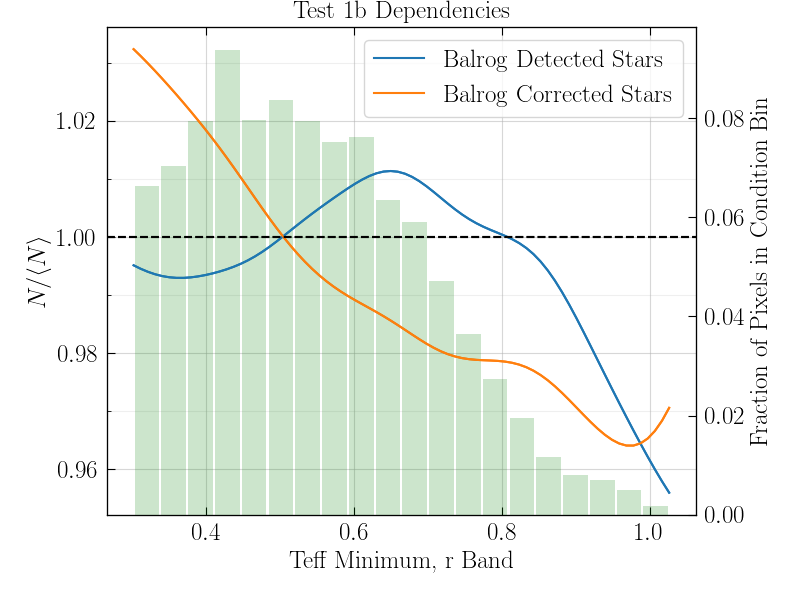 Test 1b Dependencies
Balrog Detected Stars
Balrog Corrected Stars
1.02
1.00
0.98
0.96
N/⟨N⟩
0.08
0.06
0.04
0.02
0.00
Fraction of Pixels in Condition Bin
0.4
0.6
0.8
1.0
Teff Minimum, r Band